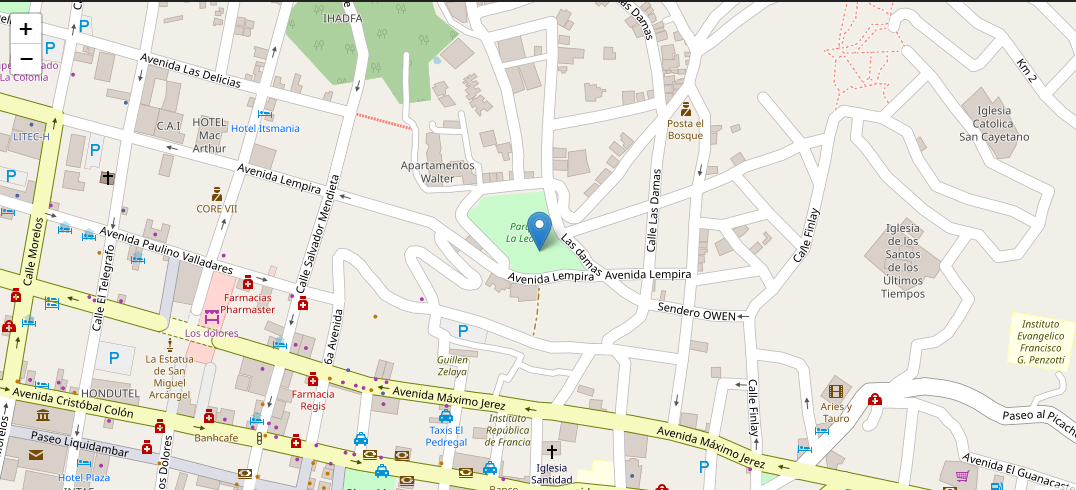 +
−
IHADFA
las Damas
Avenida Las Delicias
La Colonia
Km 2
LITEC-H
C.A.I
HOTEL
Mac
Arthur
Hotel Itsmania
Posta el
Bosque
Iglesia
Catolica
San Cayetano
P
P
P
P
Apartamentos
Walter
Avenida Lempira
CORE VII
Calle Salvador Mendieta
Calle Las Damas
Calle Finlay
Calle Morelos
Avenida Paulino Valladares
Calle El Telegrafo
Las damas
Avenida Lempira
Avenida Lempira
Iglesia
de los
Santos
de los
Últimos
Tiempos
Farmacias
Pharmaster
Sendero OWEN
Los dolores
6a Avenida
P
P
La Estatua
de San
Miguel
Arcángel
Guillen
Zelaya
Instituto
Evangelico
Francisco
G. Penzotti
HONDUTEL
Farmacia
Regis
Avenida Máximo Jerez
Calle Finlay
Avenida Cristóbal Colón
Aries y
Tauro
Paseo al Picacho
Banhcafe
Taxis El
Pedregal
Instituto
República
de Francia
Avenida Máximo Jerez
Paseo Liquidambar
os Dolores
Iglesia
Santidad
P
Avenida El Guanacaste
Hotel Plaza
Banco